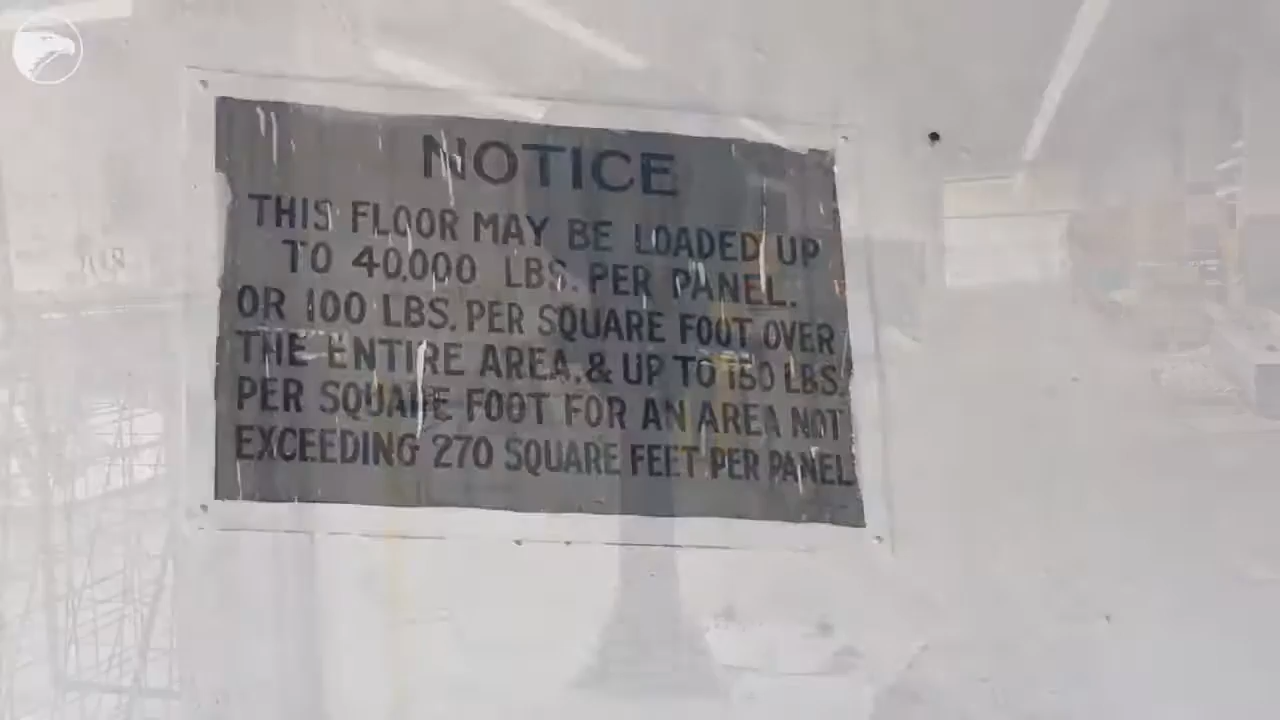 NOTICE
THIS FLOOR MAY BE LOADED UP
TO 40,000 LBS. PER PANEL.
OR 100 LBS. PER SQUARE FOOT OVER
THE ENTIRE AREA. & UP TO 150 LBS.
PER SQUARE FOOT FOR AN AREA NOT
EXCEEDING 270 SQUARE FEET PER PANEL